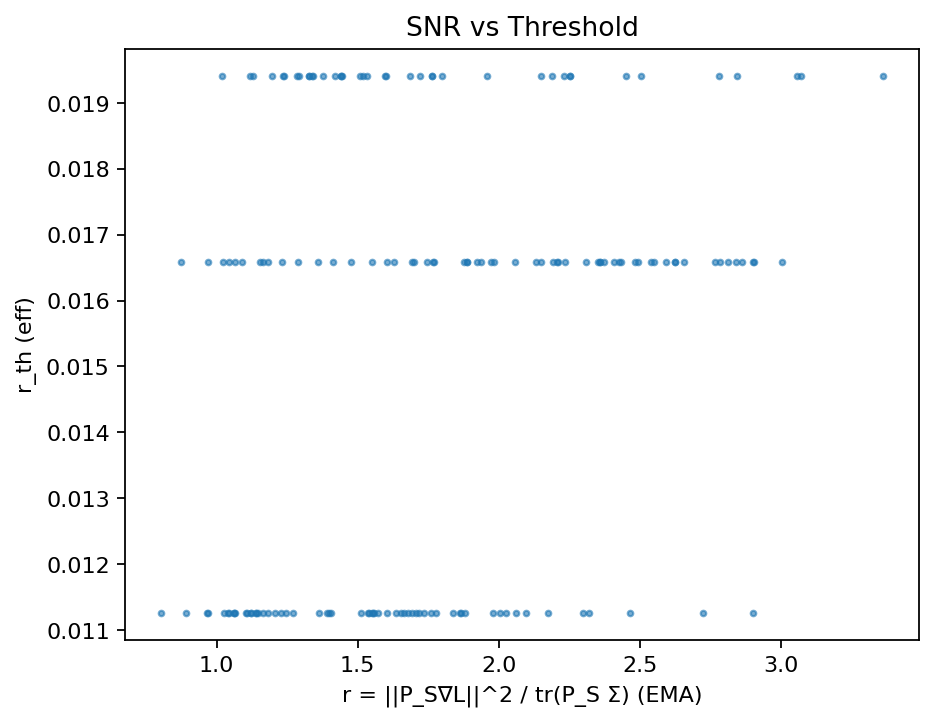 SNR vs Threshold
r_th (eff)
0.019
0.018
0.017
0.016
0.015
0.014
0.013
0.012
0.011
1.0 1.5 2.0 2.5 3.0
r = ||P_S∇L||^2 / tr(P_S Σ) (EMA)